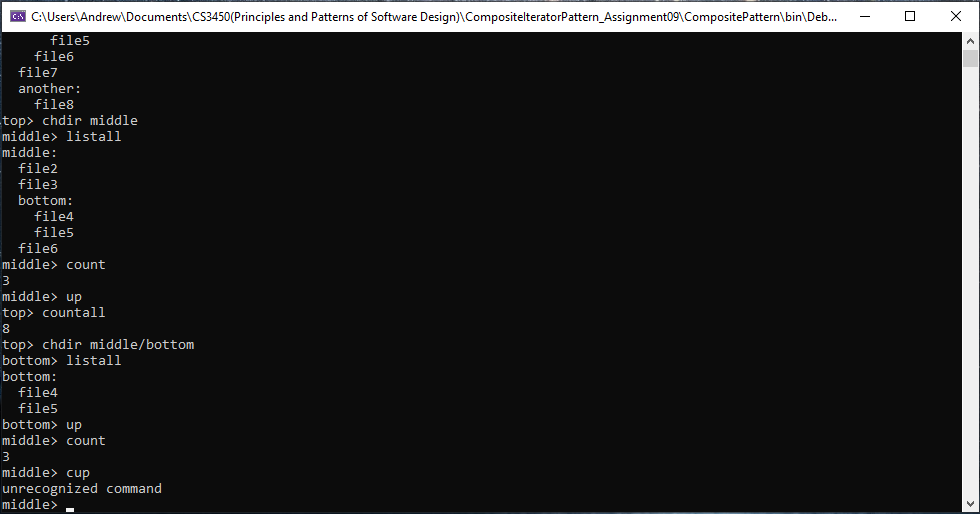 C:\Users\Andrew\Documents\CS3450(Principles and Patterns of Software Design)\CompositeIteratorPattern_Assignment09\CompositePattern\bin\Deb...
      file5
    file6
  file7
  another:
    file8
top> chdir middle
middle> listall
middle:
  file2
  file3
  bottom:
    file4
    file5
  file6
middle> count
3
middle> up
top> countall
8
top> chdir middle/bottom
bottom> listall
bottom:
  file4
  file5
bottom> up
middle> count
3
middle> cup
unrecognized command
middle>